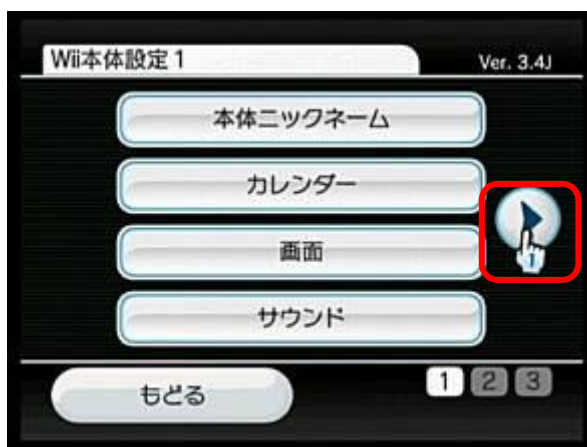 Wii本体設定 1
Ver. 3.4J
本体ニックネーム
カレンダー
画面
サウンド
1
もどる
1 2 3